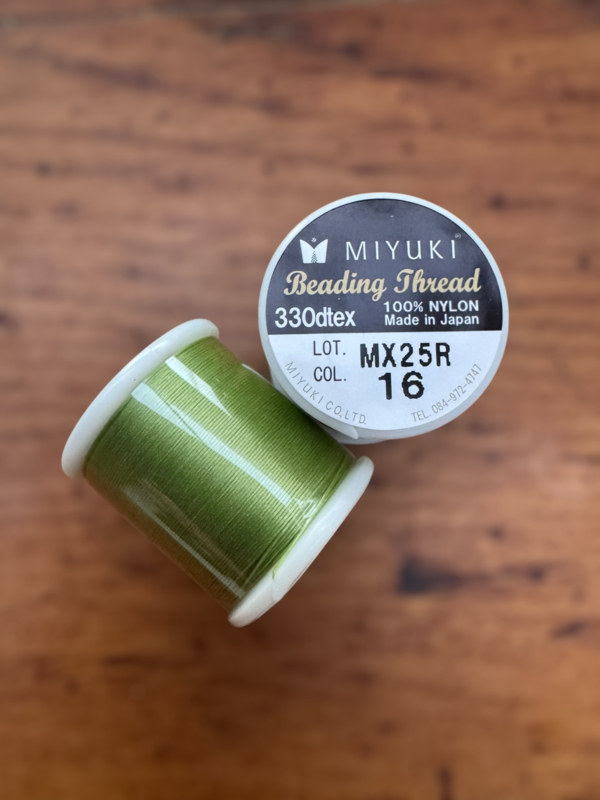 MIYUKI®
Beading Thread
330dtex
100% NYLON
Made in Japan
LOT. MX25R
COL. 16
MIYUKI CO.,LTD.
TEL.084-972-4747